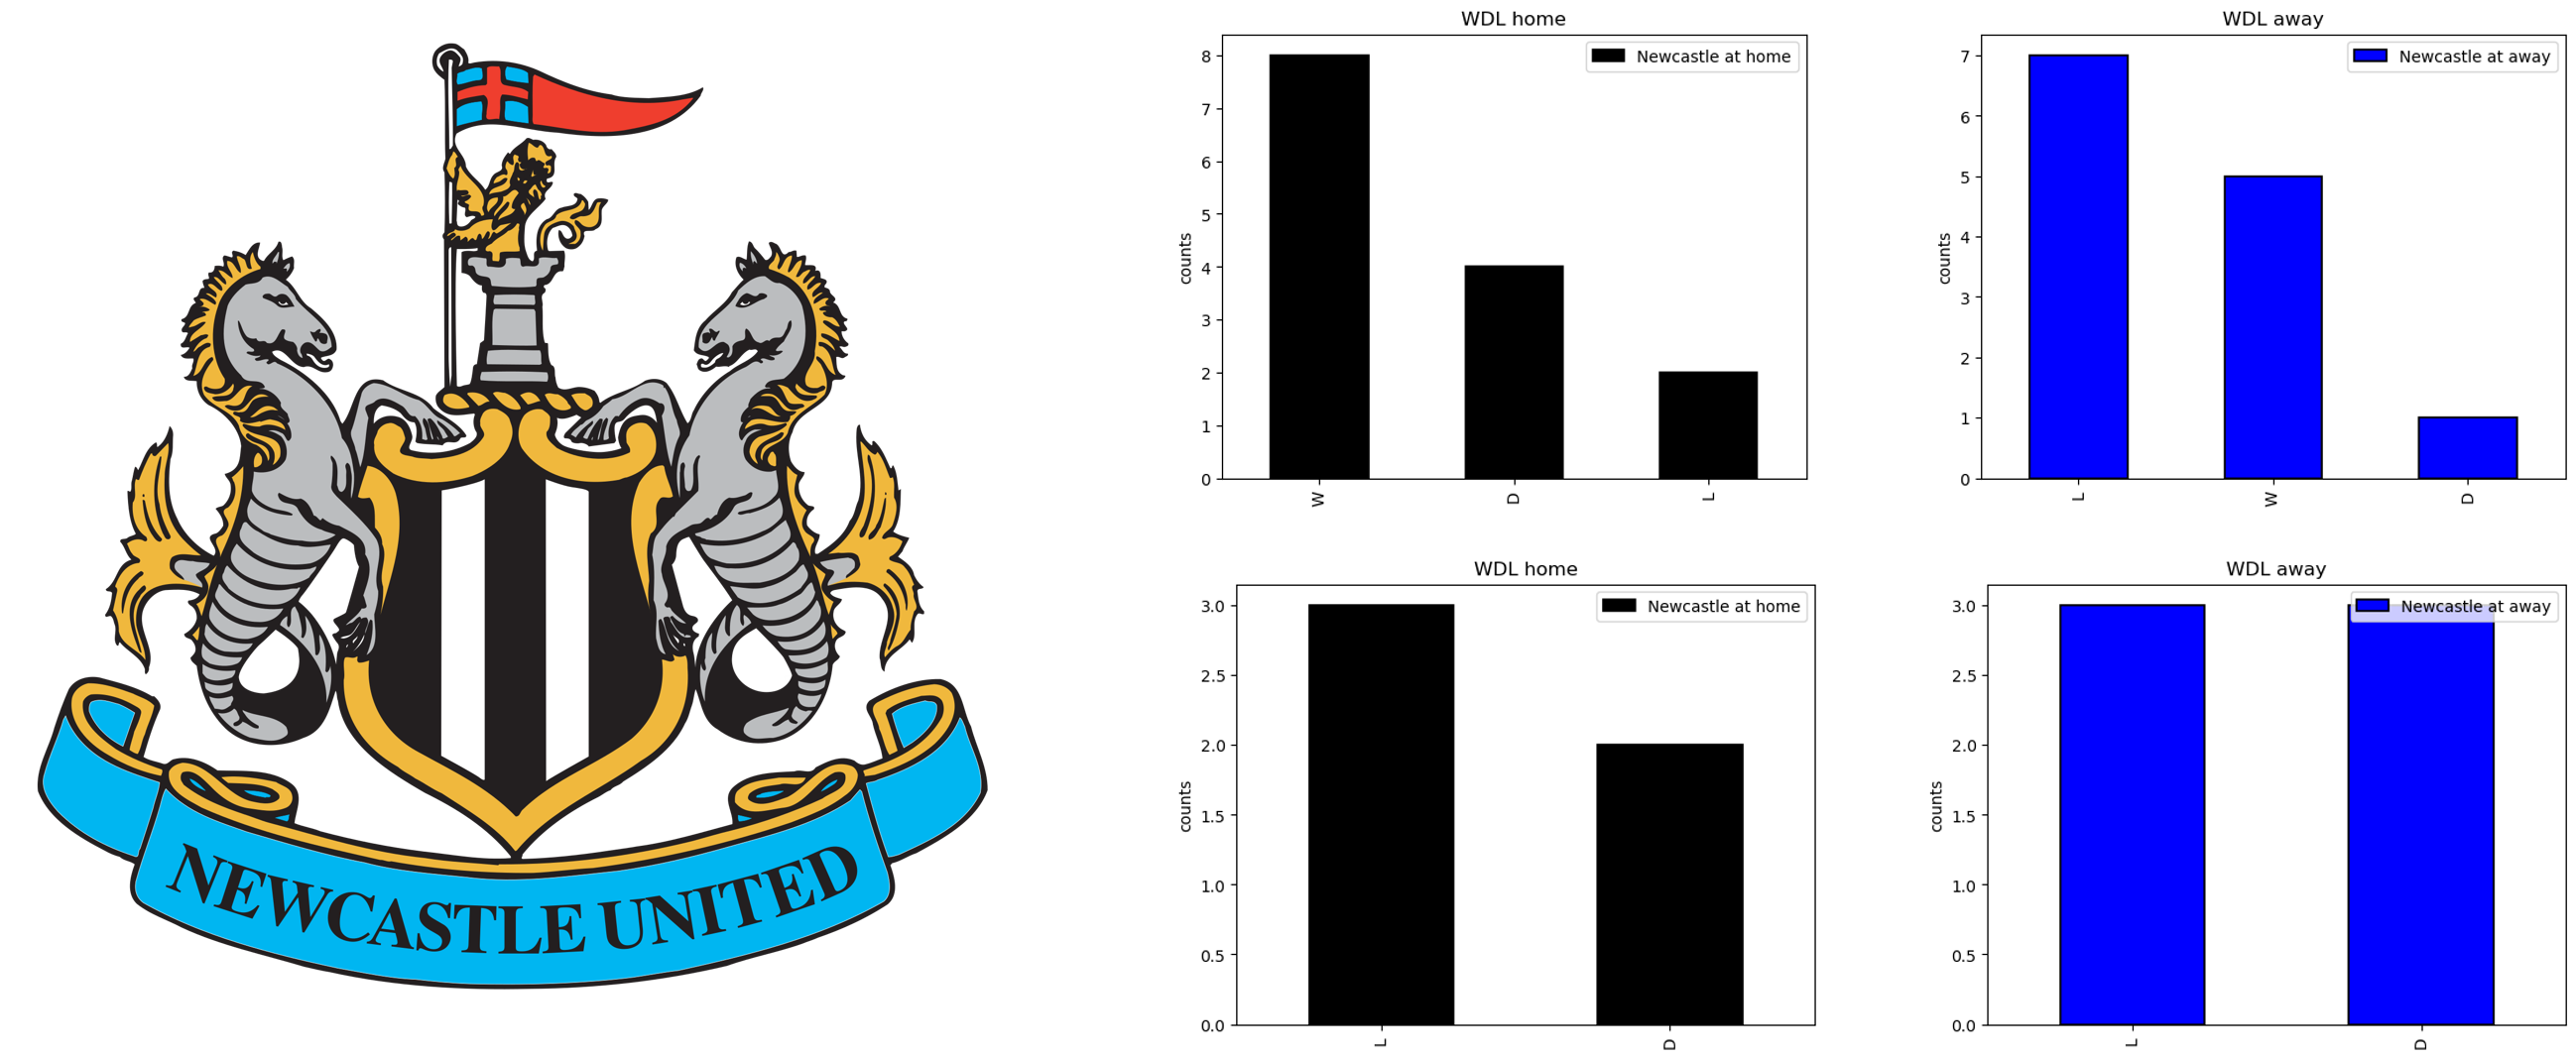 NEWCASTLE UNITED
WDL home
Newcastle at home
counts
8
7
6
5
4
3
2
1
0
W
D
L
WDL away
Newcastle at away
counts
7
6
5
4
3
2
1
0
L
W
D
WDL home
Newcastle at home
counts
3.0
2.5
2.0
1.5
1.0
0.5
0.0
L
D
WDL away
Newcastle at away
counts
3.0
2.5
2.0
1.5
1.0
0.5
0.0
L
D